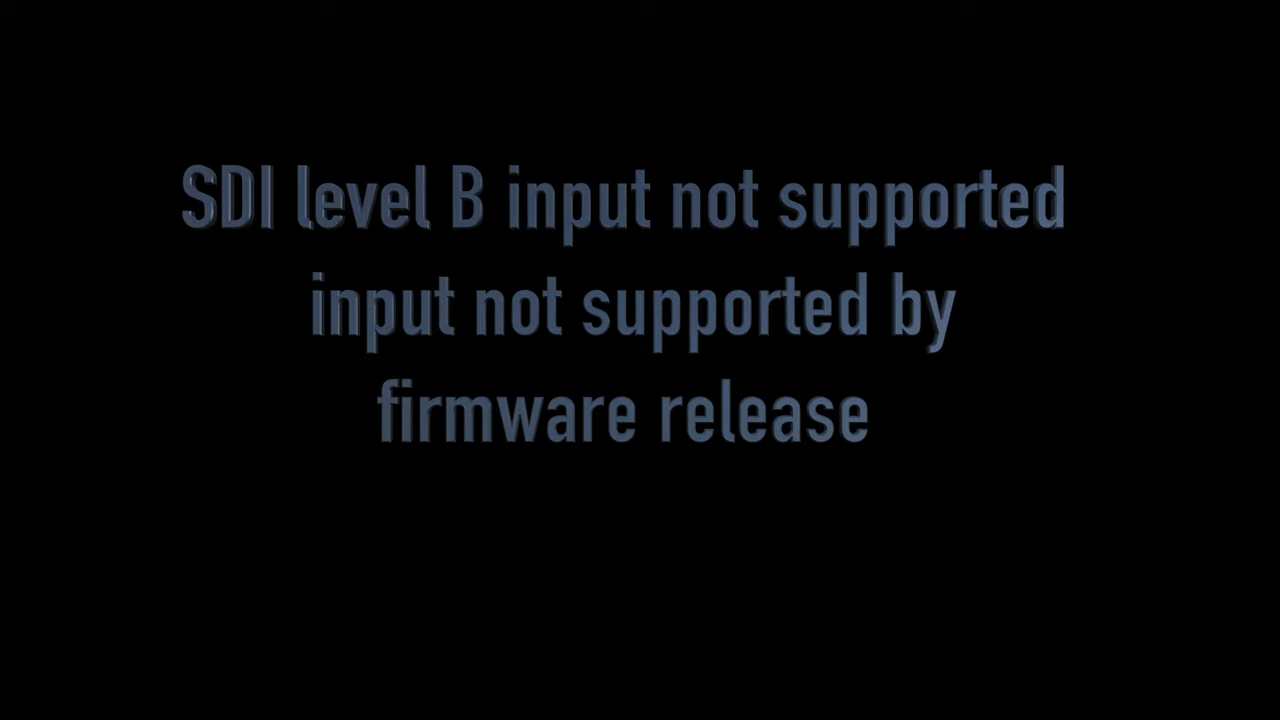 SDI level B input not supported
input not supported by
firmware release